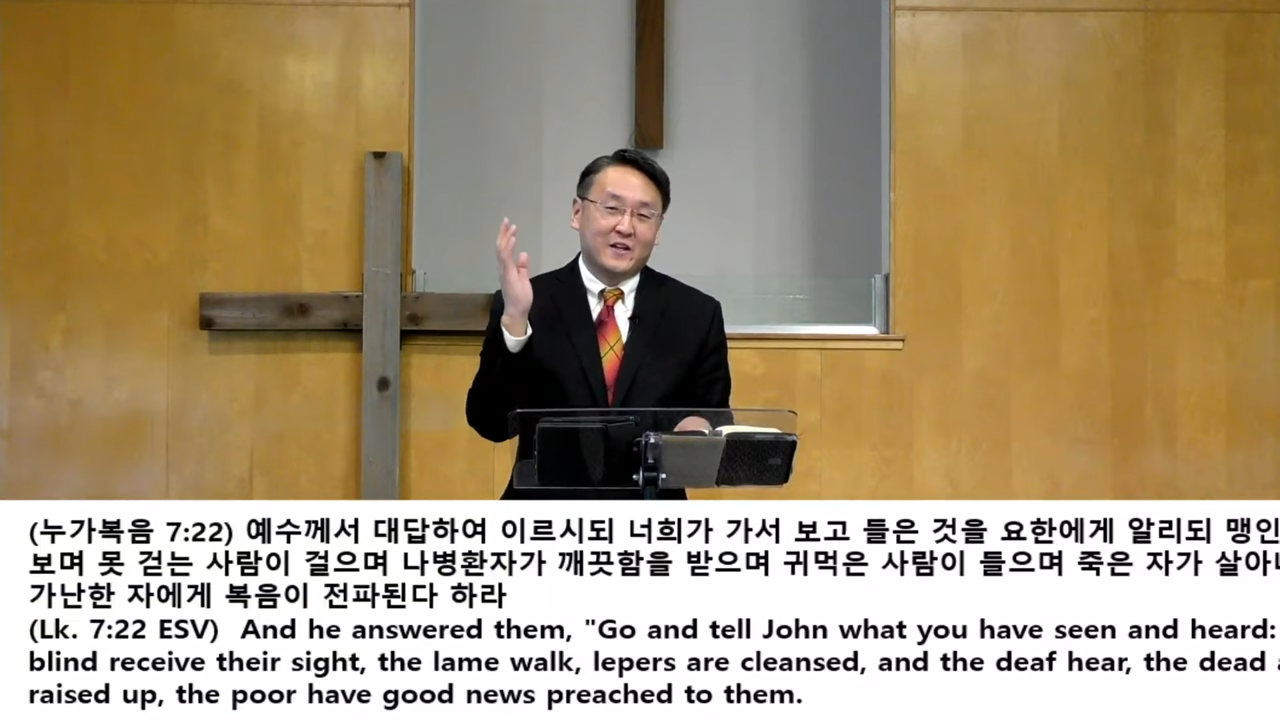 (누가복음 7:22) 예수께서 대답하여 이르시되 너희가 가서 보고 들은 것을 요한에게 알리되 맹인
보며 못 걷는 사람이 걸으며 나병환자가 깨끗함을 받으며 귀먹은 사람이 들으며 죽은 자가
가난한 자에게 복음이 전파된다 하라
(Lk. 7:22 ESV) And he answered them, "Go and tell John what you have seen and heard:
blind receive their sight, the lame walk, lepers are cleansed, and the deaf hear, the dead
raised up, the poor have good news preached to them.